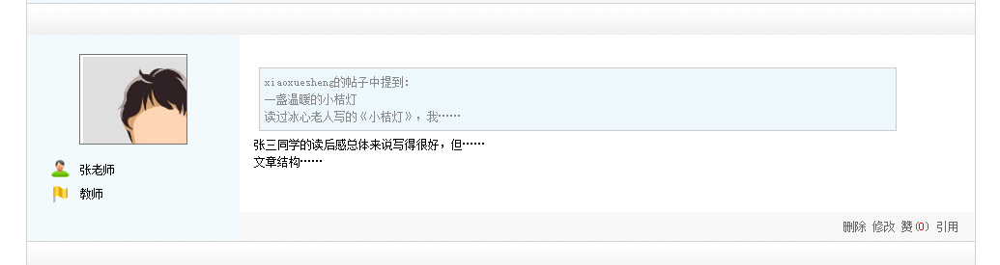 xiaoxuesheng的帖子中提到:
一盏温暖的小桔灯
读过冰心老人写的《小桔灯》，我……
张三同学的读后感总体来说写得很好，但……
文章结构……
张老师
教师
删除 修改 赞(0) 引用